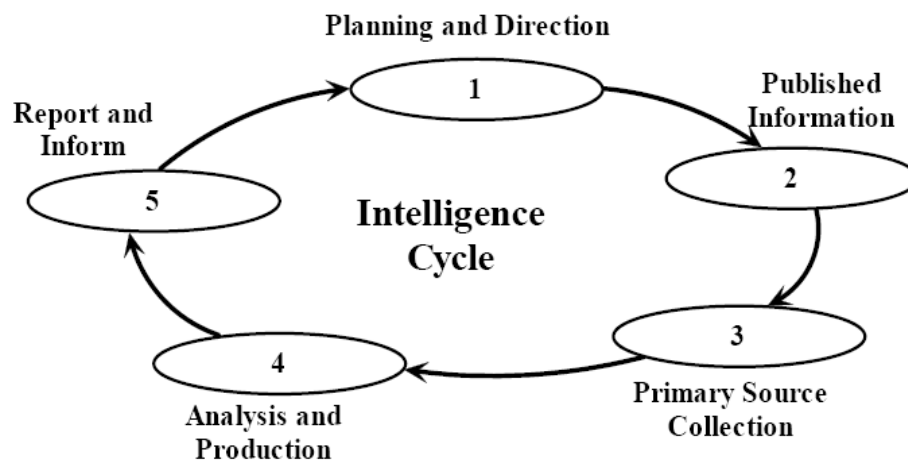 Planning and Direction
1
Published
Information
2
3
Primary Source
Collection
4
Analysis and
Production
5
Report and
Inform
Intelligence
Cycle